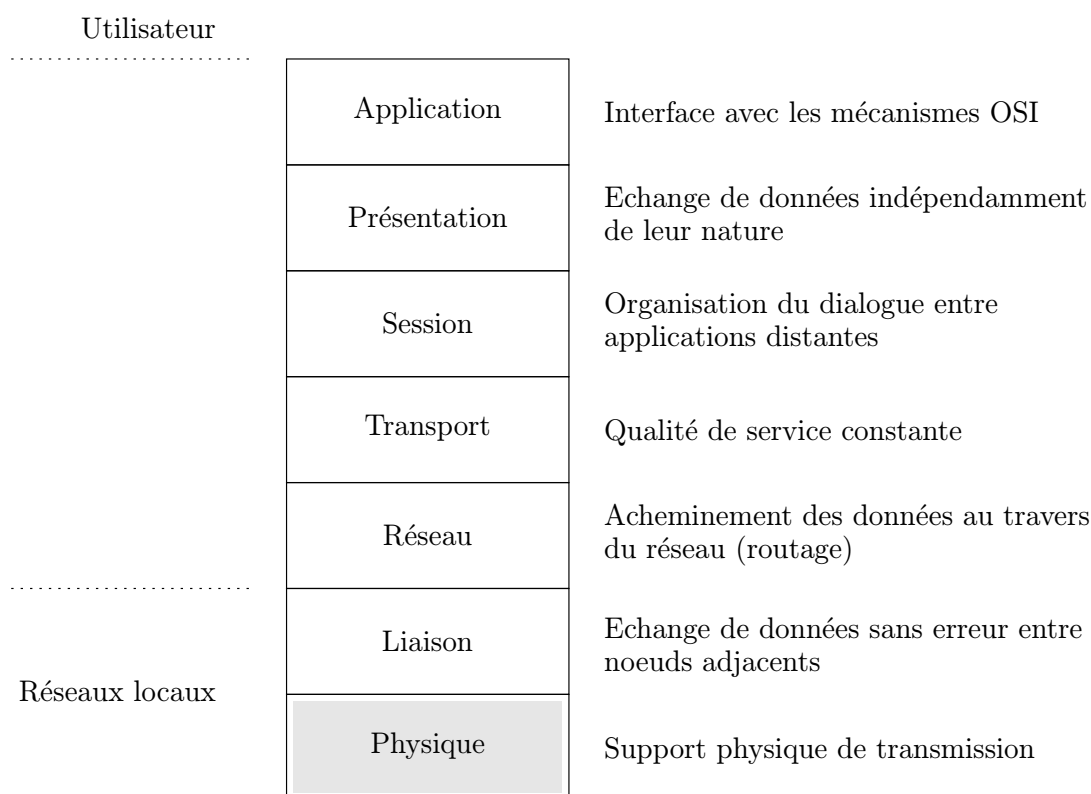 Utilisateur
Application
Interface avec les mécanismes OSI
Présentation
Echange de données indépendamment
de leur nature
Session
Organisation du dialogue entre
applications distantes
Transport
Qualité de service constante
Réseau
Acheminement des données au travers
du réseau (routage)
Liaison
Echange de données sans erreur entre
noeuds adjacents
Réseaux locaux
Physique
Support physique de transmission